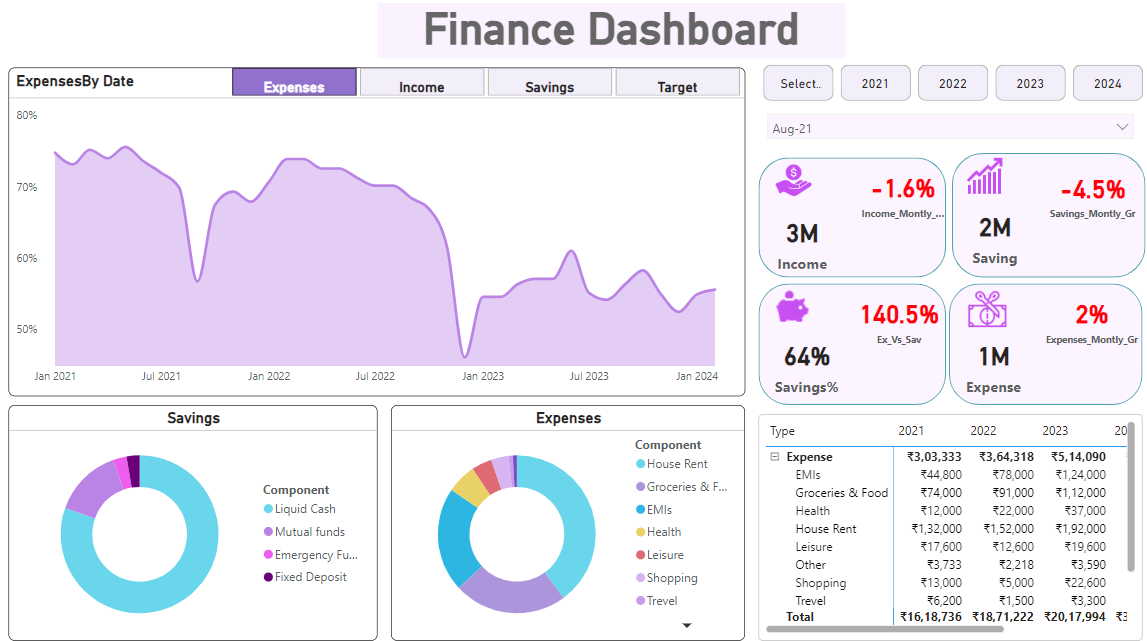 Finance Dashboard
ExpensesBy Date
Expenses
Income
Savings
Target
80%
70%
60%
50%
Jan 2021
Jul 2021
Jan 2022
Jul 2022
Jan 2023
Jul 2023
Jan 2024
Select..
2021
2022
2023
2024
Aug-21
-1.6%
Income_Montly_...
3M
Income
-4.5%
Savings_Montly_Gr
2M
Saving
140.5%
Ex_Vs_Sav
64%
Savings%
2%
Expenses_Montly_Gr
1M
Expense
Savings
Component
Liquid Cash
Mutual funds
Emergency Fu...
Fixed Deposit
Expenses
Component
House Rent
Groceries & F...
EMIs
Health
Leisure
Shopping
Trevel
Type 2021 2022 2023 20
Expense ₹3,03,333 ₹3,64,318 ₹5,14,090
EMIs ₹44,800 ₹78,000 ₹1,24,000
Groceries & Food ₹74,000 ₹91,000 ₹1,12,000
Health ₹12,000 ₹22,000 ₹37,000
House Rent ₹1,32,000 ₹1,52,000 ₹1,92,000
Leisure ₹17,600 ₹12,600 ₹19,600
Other ₹3,733 ₹2,218 ₹3,590
Shopping ₹13,000 ₹5,000 ₹22,600
Trevel ₹6,200 ₹1,500 ₹3,300
Total ₹16,18,736 ₹18,71,222 ₹20,17,994